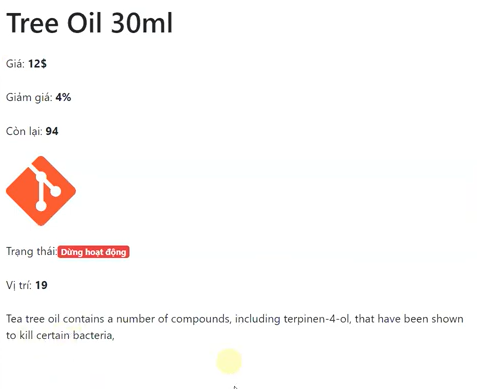 Tree Oil 30ml
Giá: 12$
Giảm giá: 4%
Còn lại: 94
Trạng thái:Dừng hoạt động
Vị trí: 19
Tea tree oil contains a number of compounds, including terpinen-4-ol, that have been shown
to kill certain bacteria,